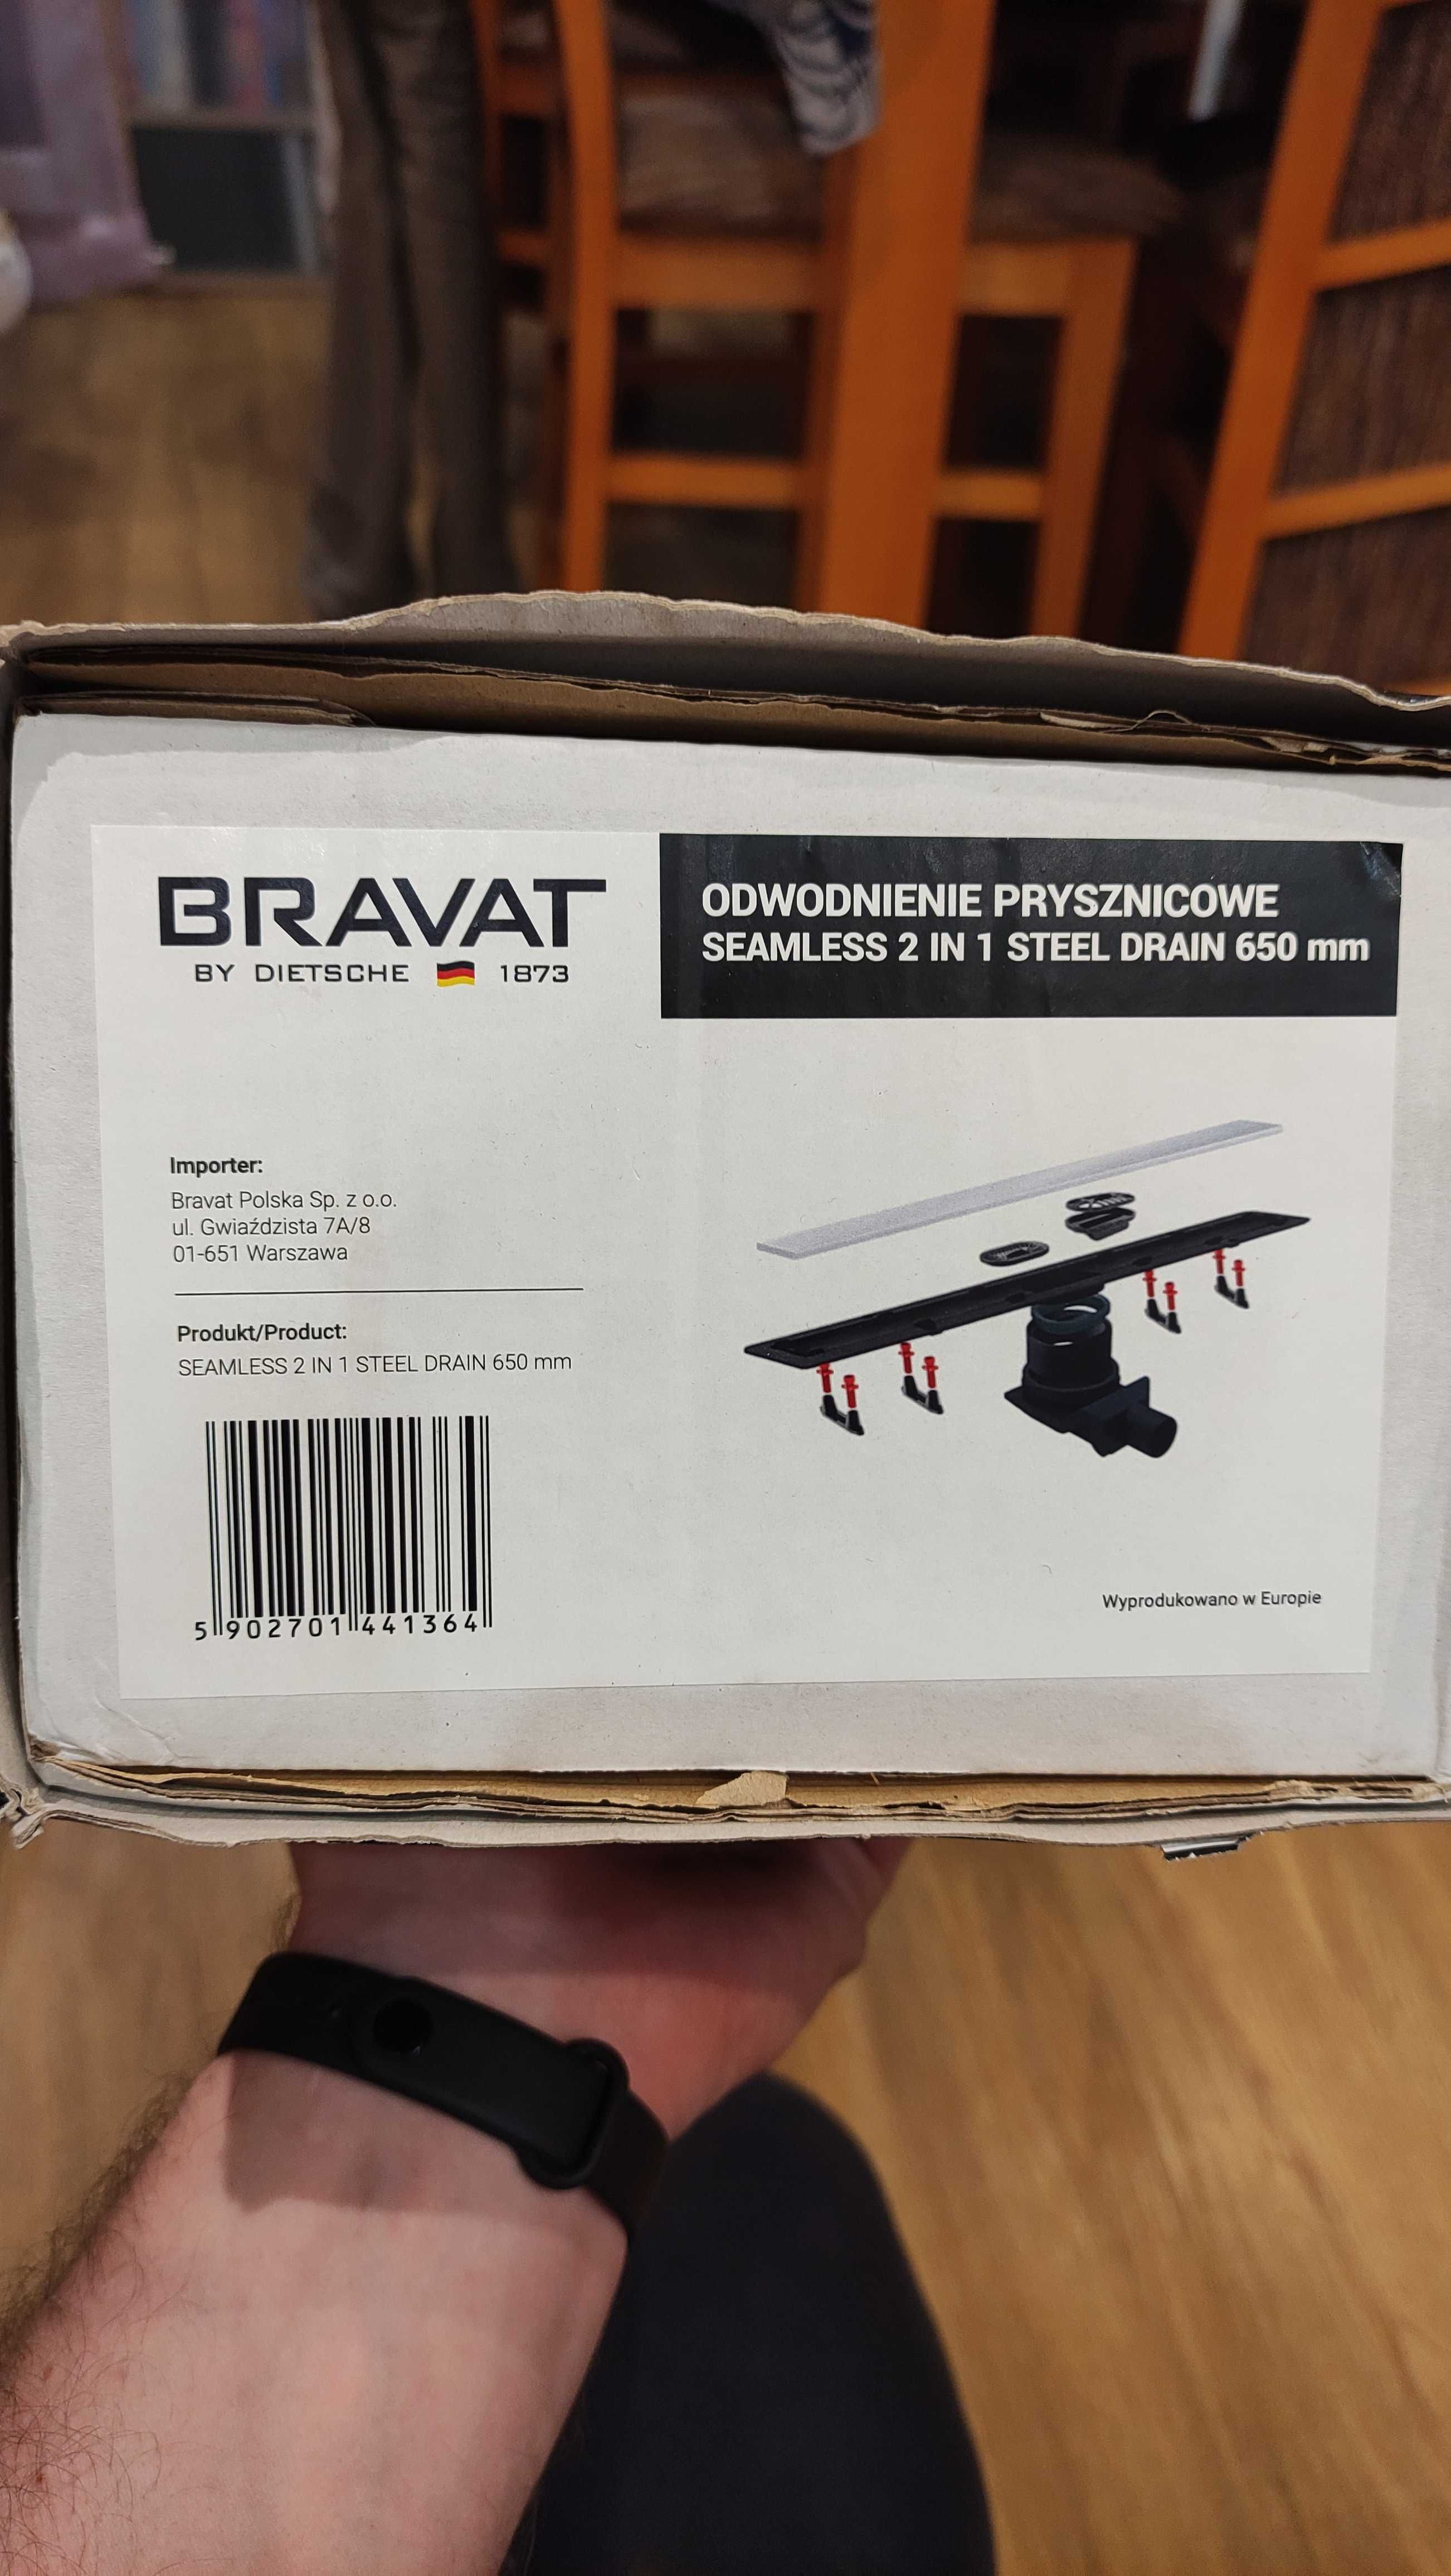 BRAVAT
BY DIETSCHE 1873
ODWODNIENIE PRYSZNICOWE
SEAMLESS 2 IN 1 STEEL DRAIN 650 mm
Importer:
Bravat Polska Sp. z o.o.
ul. Gwiaździsta 7A/8
01-651 Warszawa
Produkt/Product:
SEAMLESS 2 IN 1 STEEL DRAIN 650 mm
5 902701 441364
Wyprodukowano w Europie